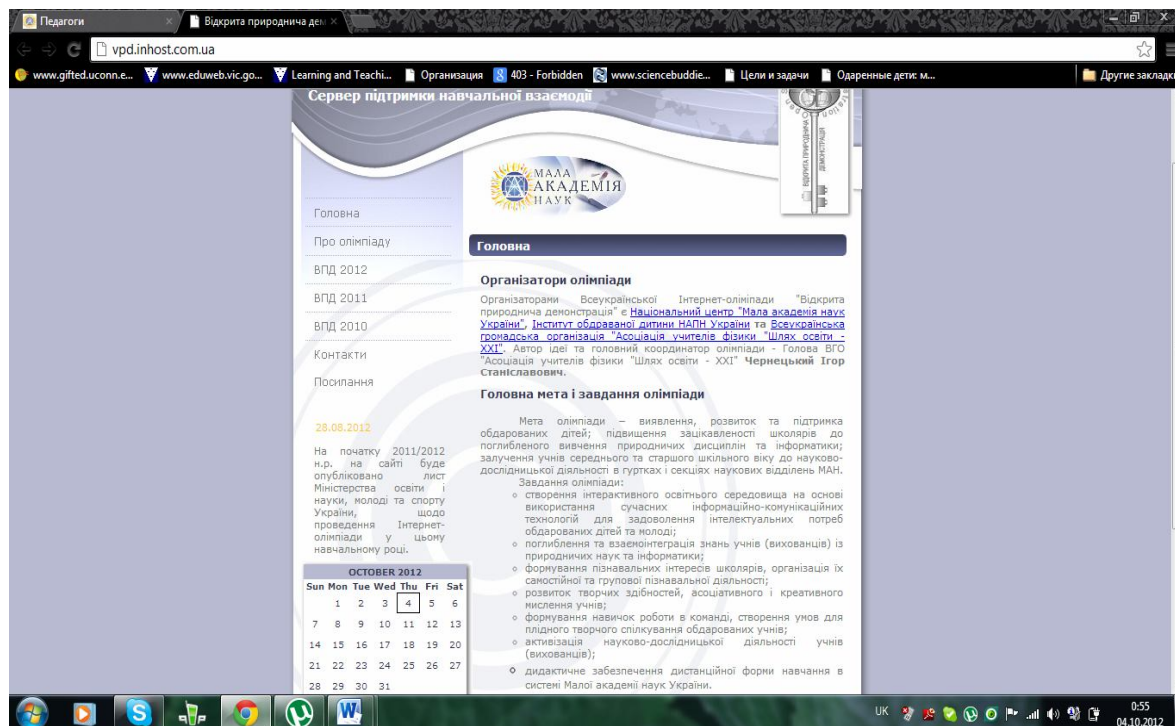 Педагоги
Відкрита природнича дем
vpd.inhost.com.ua
www.gifted.uconn.e...
www.eduweb.vic.go...
Learning and Teachi...
Организация
403 - Forbidden
www.sciencebuddie...
Цели и задачи
Одаренные дети: м...
Другие закладки
Сервер підтримки навчальної взаємодії
ВІДКРИТА ПРИРОДНИЧА
ДЕМОНСТРАЦІЯ
МАЛА
АКАДЕМІЯ
НАУК
Головна
Про олімпіаду
ВПД 2012
ВПД 2011
ВПД 2010
Контакти
Посилання
28.08.2012
На початку 2011/2012
н.р. на сайті буде
опубліковано лист
Міністерства освіти і
науки, молоді та спорту
України, щодо
проведення Інтернет-
олімпіади у цьому
навчальному році.
OCTOBER 2012
Sun Mon Tue Wed Thu Fri Sat
1 2 3 4 5 6
7 8 9 10 11 12 13
14 15 16 17 18 19 20
21 22 23 24 25 26 27
28 29 30 31
Головна
Організатори олімпіади
Організаторами Всеукраїнської Інтернет-олімпіади "Відкрита
природнича демонстрація" є Національний центр "Мала академія наук
України", Інститут обдарованої дитини НАПН України та Всеукраїнська
громадська організація "Асоціація учителів фізики "Шлях освіти -
ХХІ". Автор ідеї та головний координатор олімпіади - Голова ВГО
"Асоціація учителів фізики "Шлях освіти - ХХІ" Чернецький Ігор
Станіславович.
Головна мета і завдання олімпіади
Мета олімпіади – виявлення, розвиток та підтримка
обдарованих дітей; підвищення зацікавленості школярів до
поглибленого вивчення природничих дисциплін та інформатики;
залучення учнів середнього та старшого шкільного віку до науково-
дослідницької діяльності в гуртках і секціях наукових відділень МАН.
Завдання олімпіади:
створення інтерактивного освітнього середовища на основі
використання сучасних інформаційно-комунікаційних
технологій для задоволення інтелектуальних потреб
обдарованих дітей та молоді;
поглиблення та взаємоінтеграція знань учнів (вихованців) із
природничих наук та інформатики;
формування пізнавальних інтересів школярів, організація їх
самостійної та групової пізнавальної діяльності;
розвиток творчих здібностей, асоціативного і креативного
мислення учнів;
формування навичок роботи в команді, створення умов для
плідного творчого спілкування обдарованих учнів;
активізація науково-дослідницької діяльності учнів
(вихованців);
дидактичне забезпечення дистанційної форми навчання в
системі Малої академії наук України.
UK
0:55
04.10.2012